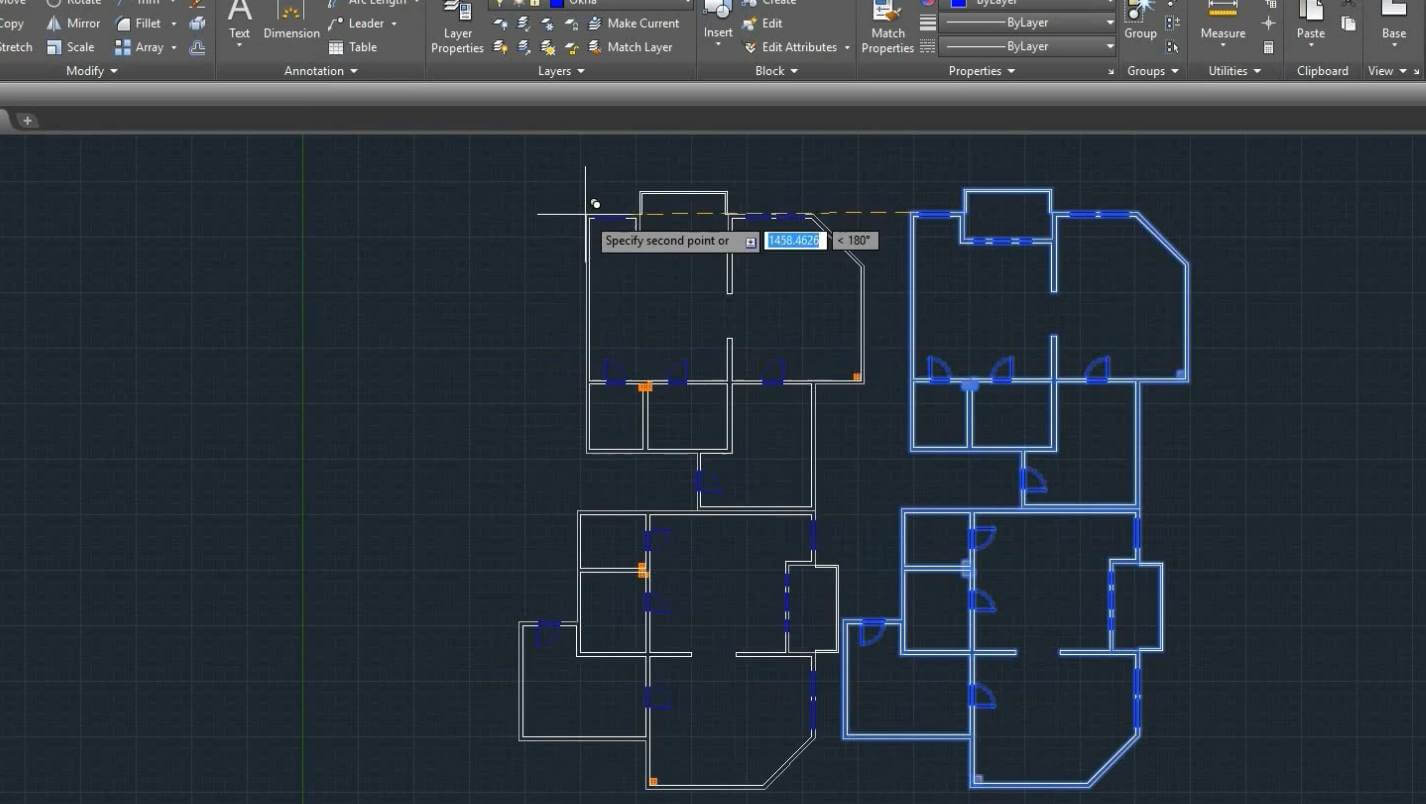 Move Rotate Trim
Copy Mirror Fillet
Stretch Scale Array
Modify
Text Dimension
Arc Length
Leader
Table
Annotation
Layer
Properties
Okna
Make Current
Match Layer
Layers
Insert
Create
Edit
Edit Attributes
Block
Match
Properties
ByLayer
ByLayer
ByLayer
Properties
Group
Groups
Measure
Utilities
Paste
Clipboard
Base
View
+
Specify second point or 1458.4626 < 180°